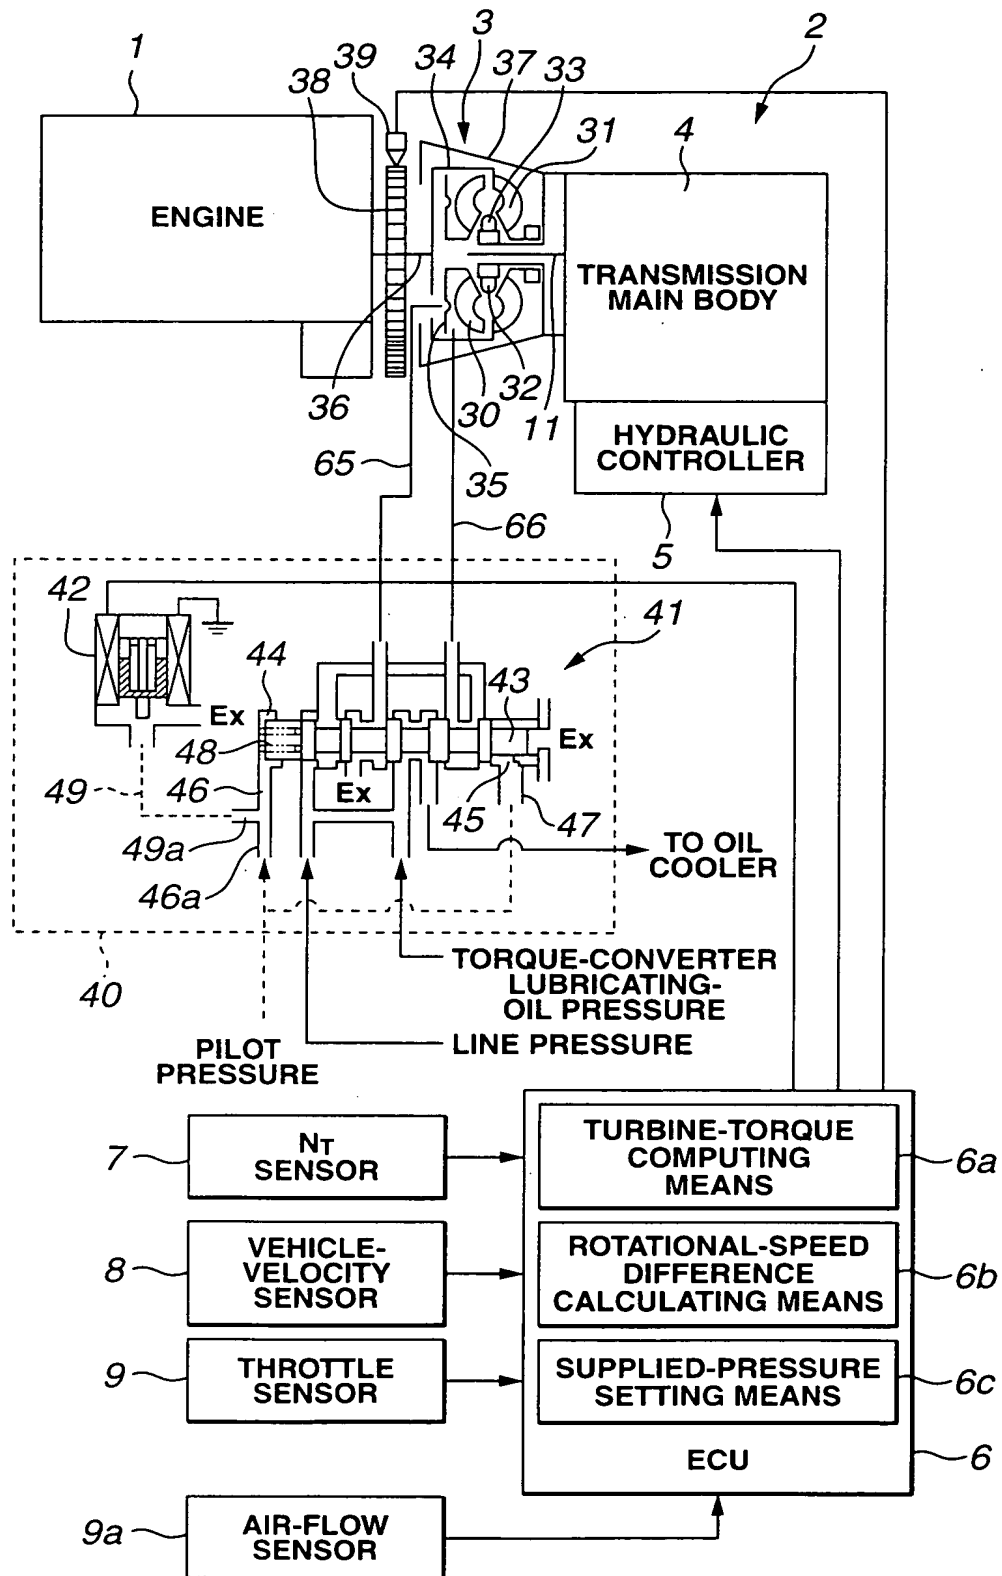 1
39
38
34
3
37
33
2
31
4
ENGINE
TRANSMISSION
MAIN BODY
36
30
32
11
HYDRAULIC
CONTROLLER
65
35
66
5
42
41
44
43
Ex
Ex
48
49
46
Ex
45
47
49a
TO OIL
COOLER
46a
40
TORQUE-CONVERTER
LUBRICATING-
OIL PRESSURE
LINE PRESSURE
PILOT
PRESSURE
7
NT
SENSOR
TURBINE-TORQUE
COMPUTING
MEANS
6a
8
VEHICLE-
VELOCITY
SENSOR
ROTATIONAL-SPEED
DIFFERENCE
CALCULATING MEANS
6b
9
THROTTLE
SENSOR
SUPPLIED-PRESSURE
SETTING MEANS
6c
ECU
6
9a
AIR-FLOW
SENSOR